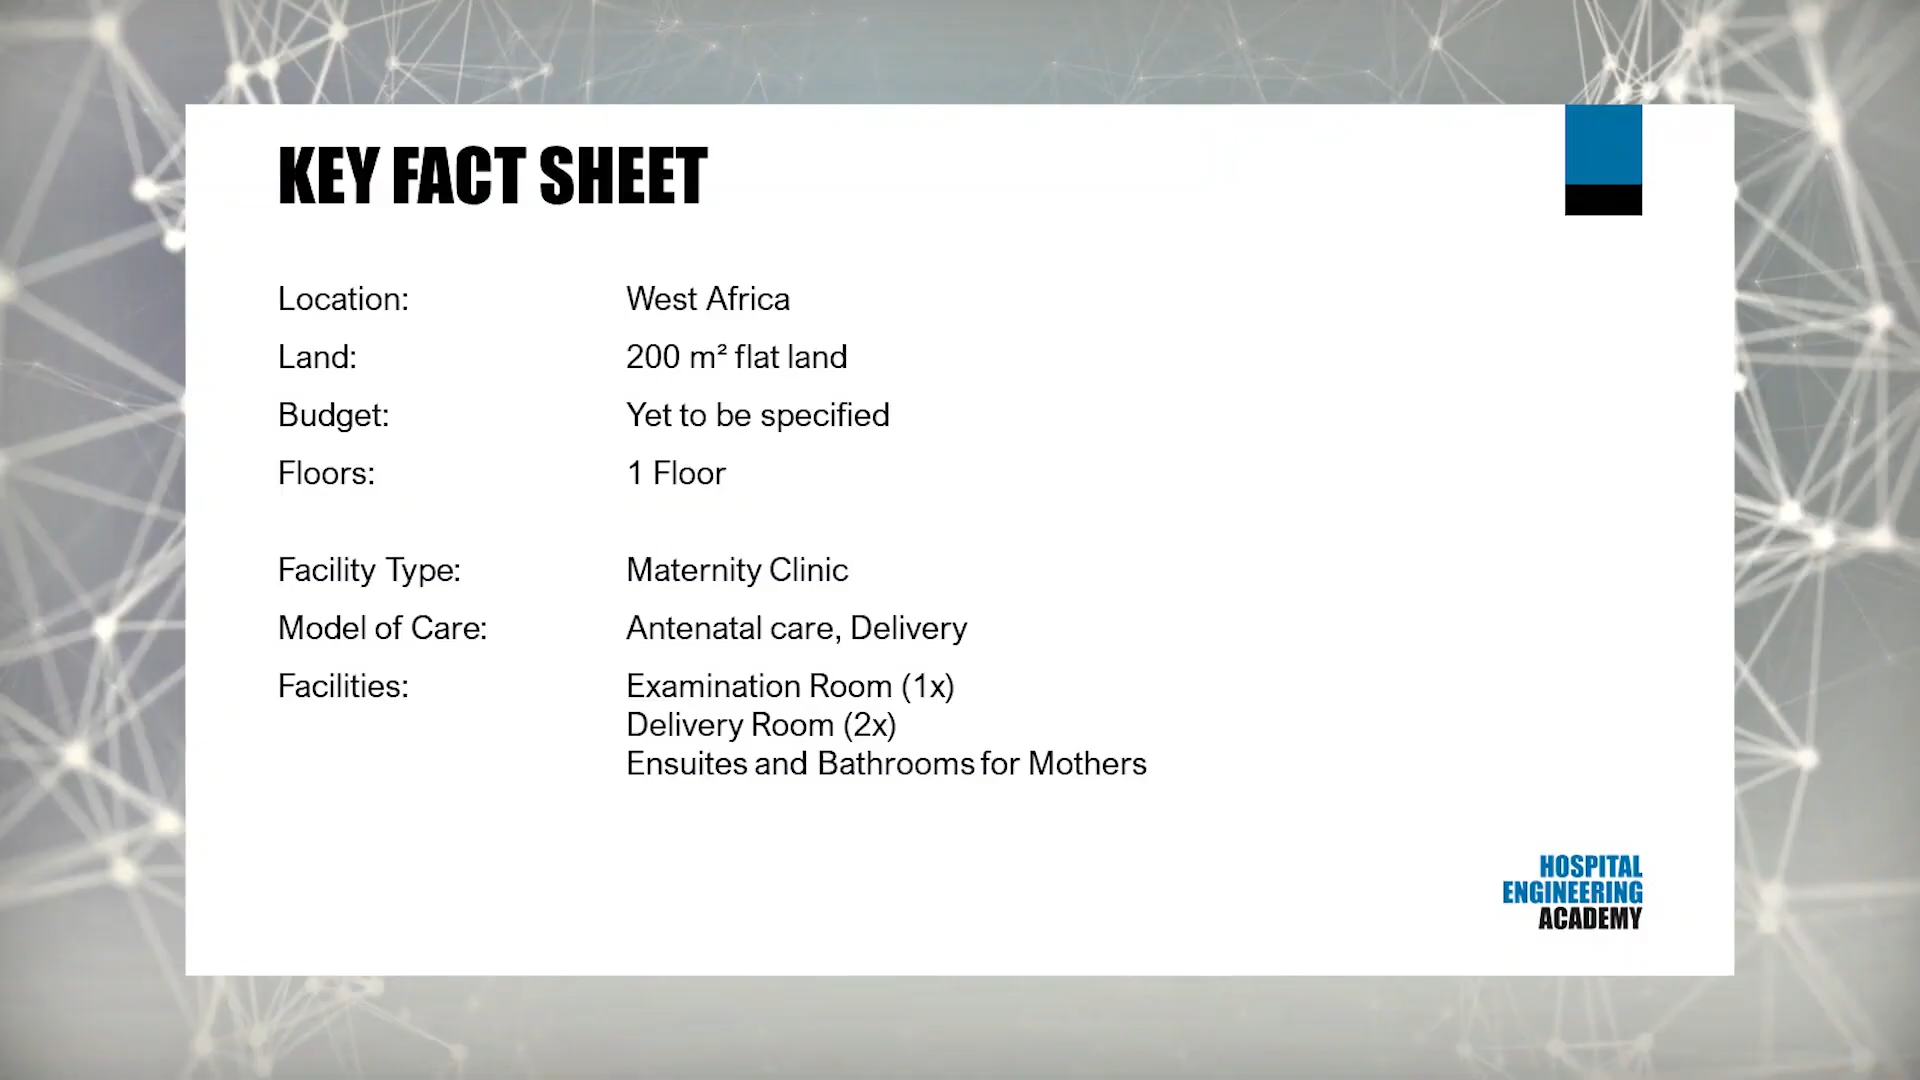 KEY FACT SHEET
Location: West Africa
Land: 200 m² flat land
Budget: Yet to be specified
Floors: 1 Floor
Facility Type: Maternity Clinic
Model of Care: Antenatal care, Delivery
Facilities: Examination Room (1x)
Delivery Room (2x)
Ensuites and Bathrooms for Mothers
HOSPITAL
ENGINEERING
ACADEMY